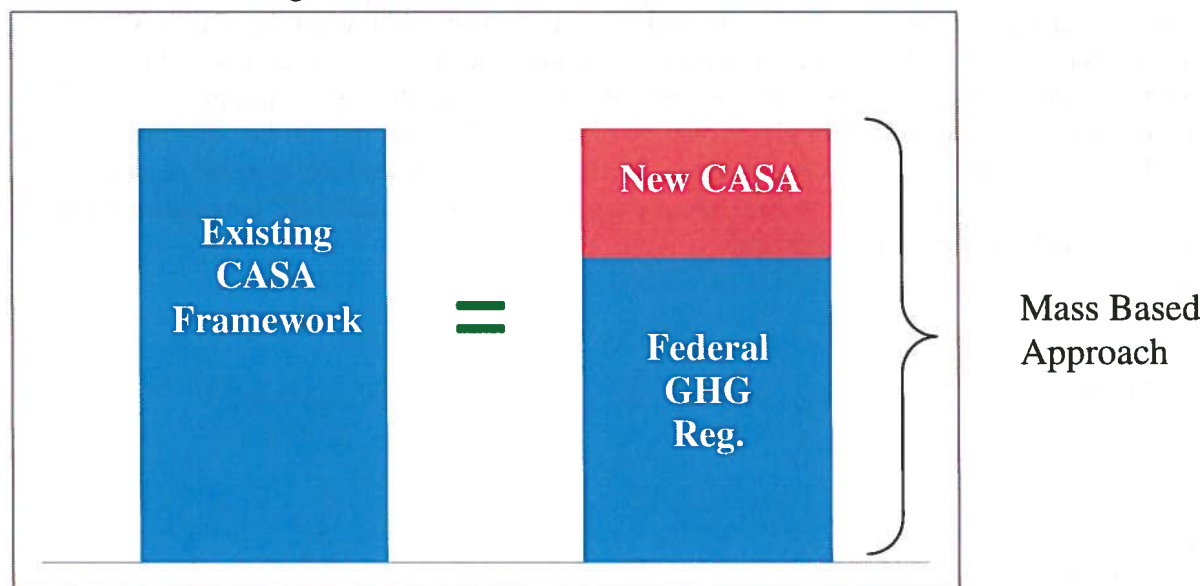 Existing
CASA
Framework
=
New CASA
Federal
GHG
Reg.
Mass Based
Approach